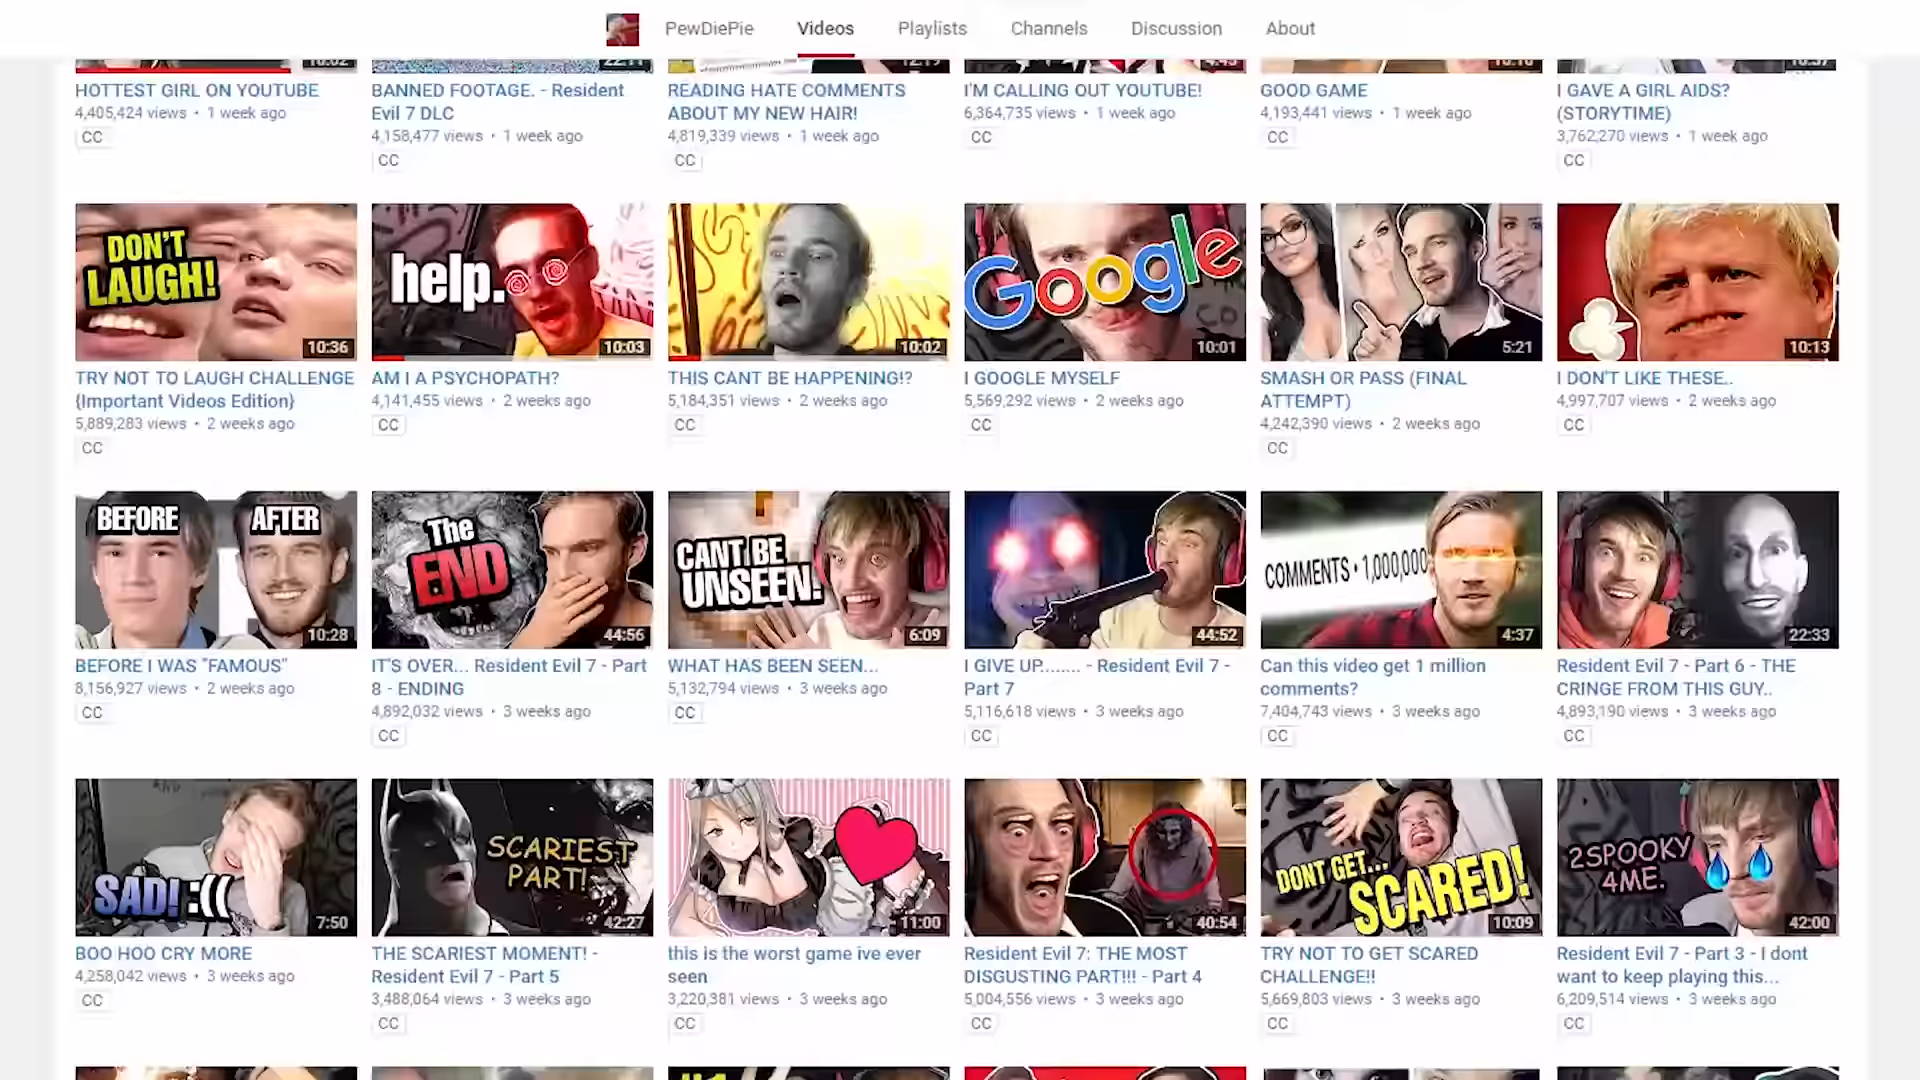 PewDiePie Videos Playlists Channels Discussion About
HOTTEST GIRL ON YOUTUBE
4,405,424 views • 1 week ago
CC
BANNED FOOTAGE. - Resident
Evil 7 DLC
4,158,477 views • 1 week ago
CC
READING HATE COMMENTS
ABOUT MY NEW HAIR!
4,819,339 views • 1 week ago
CC
I'M CALLING OUT YOUTUBE!
6,364,735 views • 1 week ago
CC
GOOD GAME
4,193,441 views • 1 week ago
CC
I GAVE A GIRL AIDS?
(STORYTIME)
3,762,270 views • 1 week ago
CC
DON'T
LAUGH!
10:36
TRY NOT TO LAUGH CHALLENGE
{Important Videos Edition}
5,889,283 views • 2 weeks ago
CC
help.
10:03
AM I A PSYCHOPATH?
4,141,455 views • 2 weeks ago
CC
10:02
THIS CANT BE HAPPENING!?
5,184,351 views • 2 weeks ago
CC
Google
10:01
I GOOGLE MYSELF
5,569,292 views • 2 weeks ago
CC
5:21
SMASH OR PASS (FINAL
ATTEMPT)
4,242,390 views • 2 weeks ago
CC
10:13
I DON'T LIKE THESE..
4,997,707 views • 2 weeks ago
CC
BEFORE AFTER
10:28
BEFORE I WAS "FAMOUS"
8,156,927 views • 2 weeks ago
CC
The
END
44:56
IT'S OVER... Resident Evil 7 - Part
8 - ENDING
4,892,032 views • 3 weeks ago
CC
CANT BE
UNSEEN!
6:09
WHAT HAS BEEN SEEN...
5,132,794 views • 3 weeks ago
CC
44:52
I GIVE UP........ - Resident Evil 7 -
Part 7
5,116,618 views • 3 weeks ago
CC
COMMENTS • 1,000,000
4:37
Can this video get 1 million
comments?
7,404,743 views • 3 weeks ago
CC
22:33
Resident Evil 7 - Part 6 - THE
CRINGE FROM THIS GUY..
4,893,190 views • 3 weeks ago
CC
SAD! :((
7:50
BOO HOO CRY MORE
4,258,042 views • 3 weeks ago
CC
SCARIEST
PART!
42:27
THE SCARIEST MOMENT! -
Resident Evil 7 - Part 5
3,488,064 views • 3 weeks ago
CC
11:00
this is the worst game ive ever
seen
3,220,381 views • 3 weeks ago
CC
40:54
Resident Evil 7: THE MOST
DISGUSTING PART!!! - Part 4
5,004,556 views • 3 weeks ago
CC
DONT GET...
SCARED!
10:09
TRY NOT TO GET SCARED
CHALLENGE!!
5,669,803 views • 3 weeks ago
CC
2SPOOKY
4ME.
42:00
Resident Evil 7 - Part 3 - I dont
want to keep playing this...
6,209,514 views • 3 weeks ago
CC